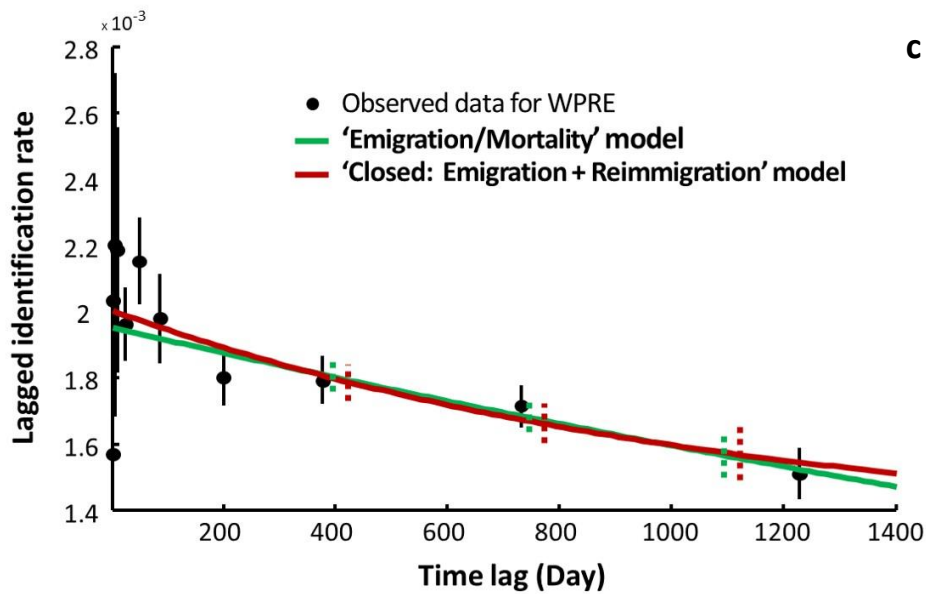 × 10⁻³
c
2.8
2.6
2.4
2.2
2
1.8
1.6
1.4
Lagged identification rate
Observed data for WPRE
‘Emigration/Mortality’ model
‘Closed: Emigration + Reimmigration’ model
200 400 600 800 1000 1200 1400
Time lag (Day)